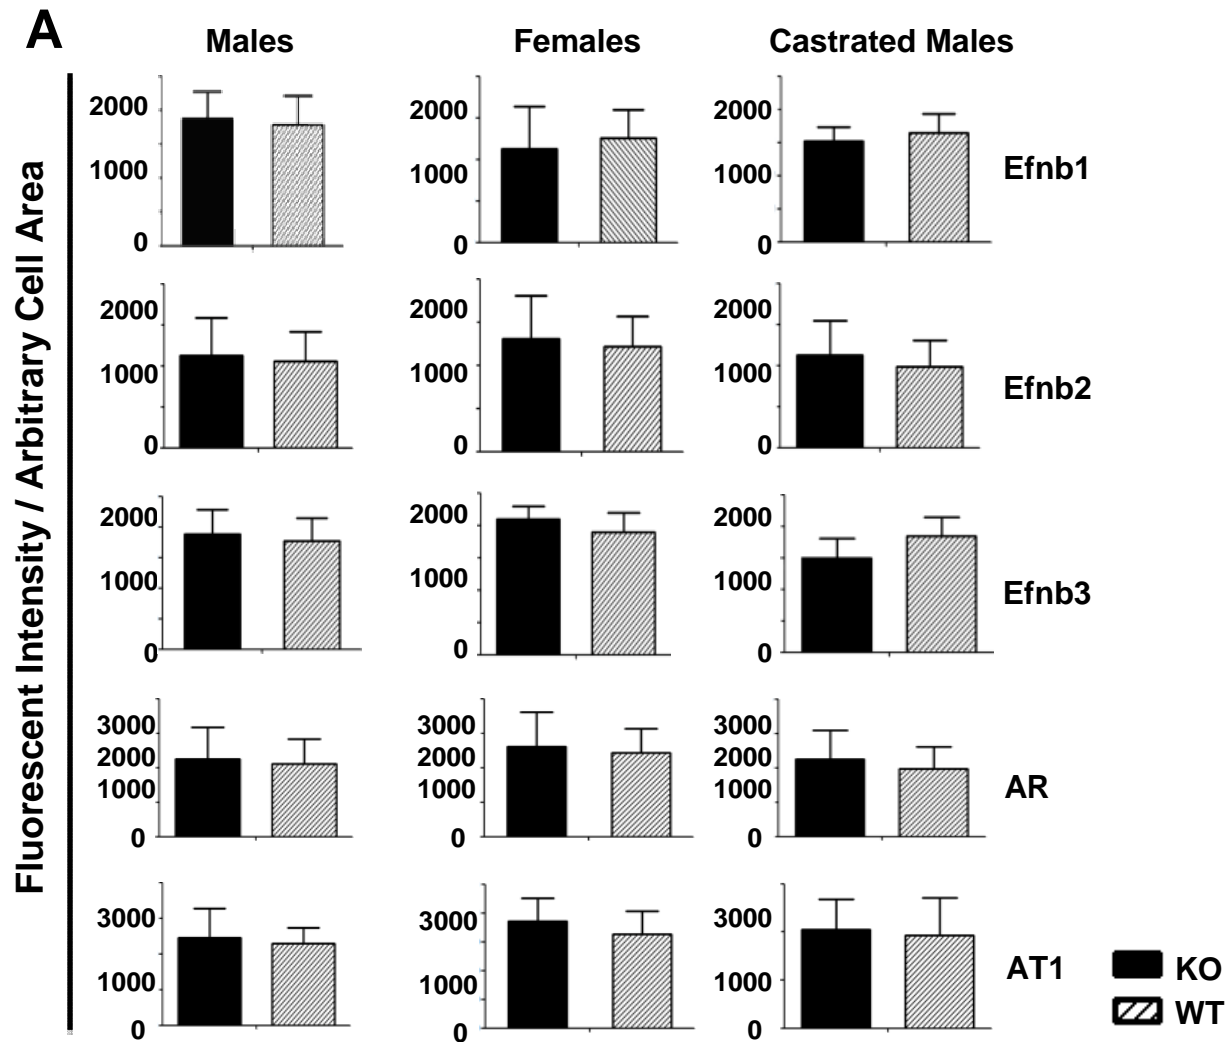 A
Males Females Castrated Males
Fluorescent Intensity / Arbitrary Cell Area
2000 2000 2000
1000 1000 1000
0 0 0
Efnb1
2000 2000 2000
1000 1000 1000
0 0 0
Efnb2
2000 2000 2000
1000 1000 1000
0 0 0
Efnb3
3000 3000 3000
2000 2000 2000
1000 1000 1000
0 0 0
AR
3000 3000 3000
1000 1000 1000
0 0 0
AT1
KO
WT